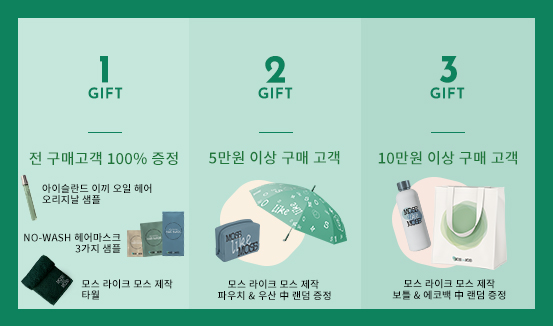 1
GIFT
전 구매고객 100% 증정
아이슬란드 이끼 오일 헤어
오리지날 샘플
NO-WASH 헤어마스크
3가지 샘플
모스 라이크 모스 제작
타월
2
GIFT
5만원 이상 구매 고객
MOSS
like
MOSS
모스 라이크 모스 제작
파우치 & 우산 中 랜덤 증정
3
GIFT
10만원 이상 구매 고객
모스 라이크 모스 제작
보틀 & 에코백 中 랜덤 증정